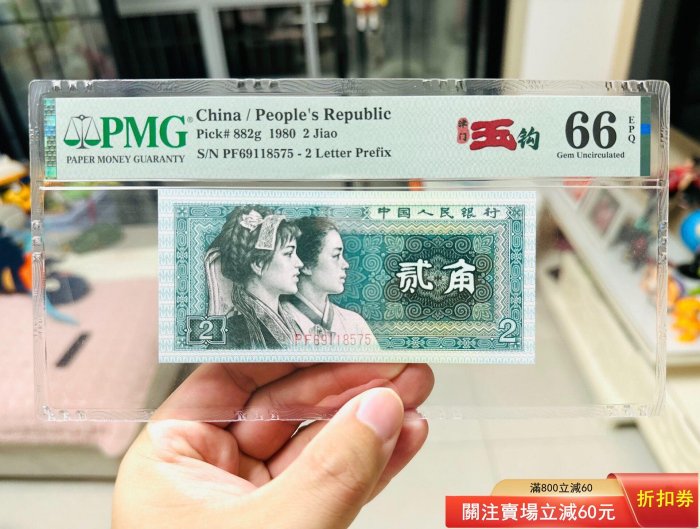 PMG®
PAPER MONEY GUARANTY
China / People's Republic
Pick# 882g 1980 2 Jiao
S/N PF69118575 - 2 Letter Prefix
玉钩
66 EPQ
Gem Uncirculated
中国人民银行
贰角
2
2
PF69118575
滿800立減60
關注賣場立減60元
折扣券